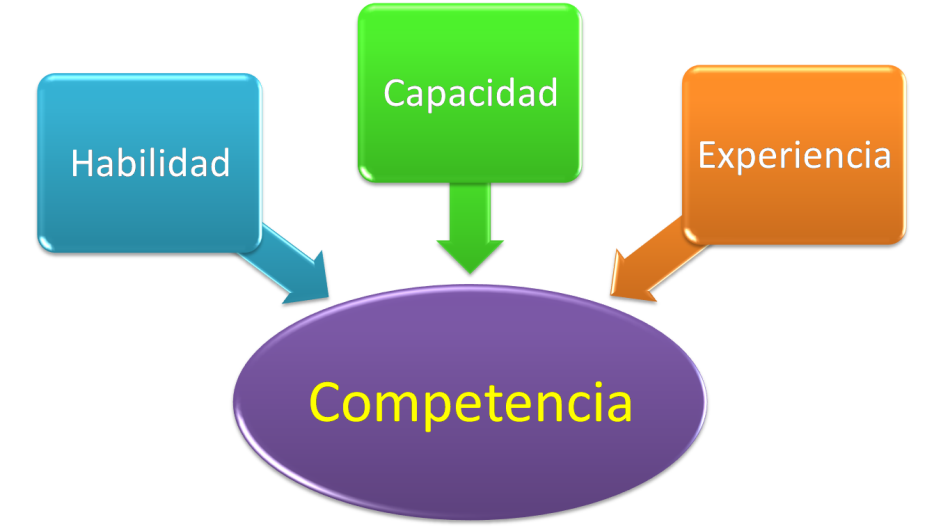 Habilidad
Capacidad
Experiencia
Competencia